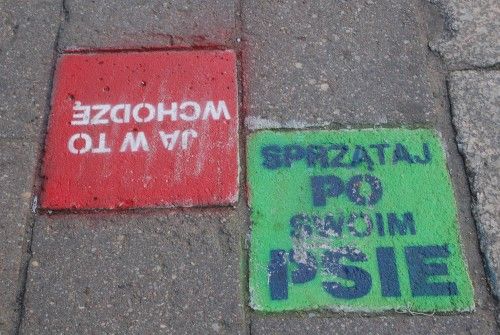 JA W TO
WCHODZĘ
SPRZĄTAJ
PO
SWOIM
PSIE